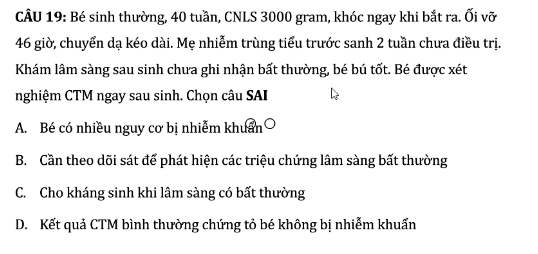 CÂU 19: Bé sinh thường, 40 tuần, CNLS 3000 gram, khóc ngay khi bắt ra. Ối vỡ
46 giờ, chuyển dạ kéo dài. Mẹ nhiễm trùng tiểu trước sanh 2 tuần chưa điều trị.
Khám lâm sàng sau sinh chưa ghi nhận bất thường, bé bú tốt. Bé được xét
nghiệm CTM ngay sau sinh. Chọn câu SAI
A. Bé có nhiều nguy cơ bị nhiễm khuẩn
B. Cần theo dõi sát để phát hiện các triệu chứng lâm sàng bất thường
C. Cho kháng sinh khi lâm sàng có bất thường
D. Kết quả CTM bình thường chứng tỏ bé không bị nhiễm khuẩn